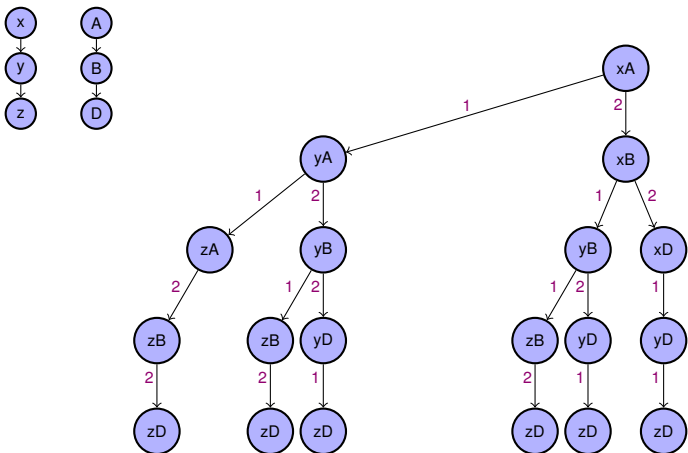 x A
y B
z D
xA
1 2
yA xB
1 2 1 2
zA yB yB xD
2 1 2 1 2 1
zB zB yD zB yD yD
2 2 1 2 1 1
zD zD zD zD zD zD